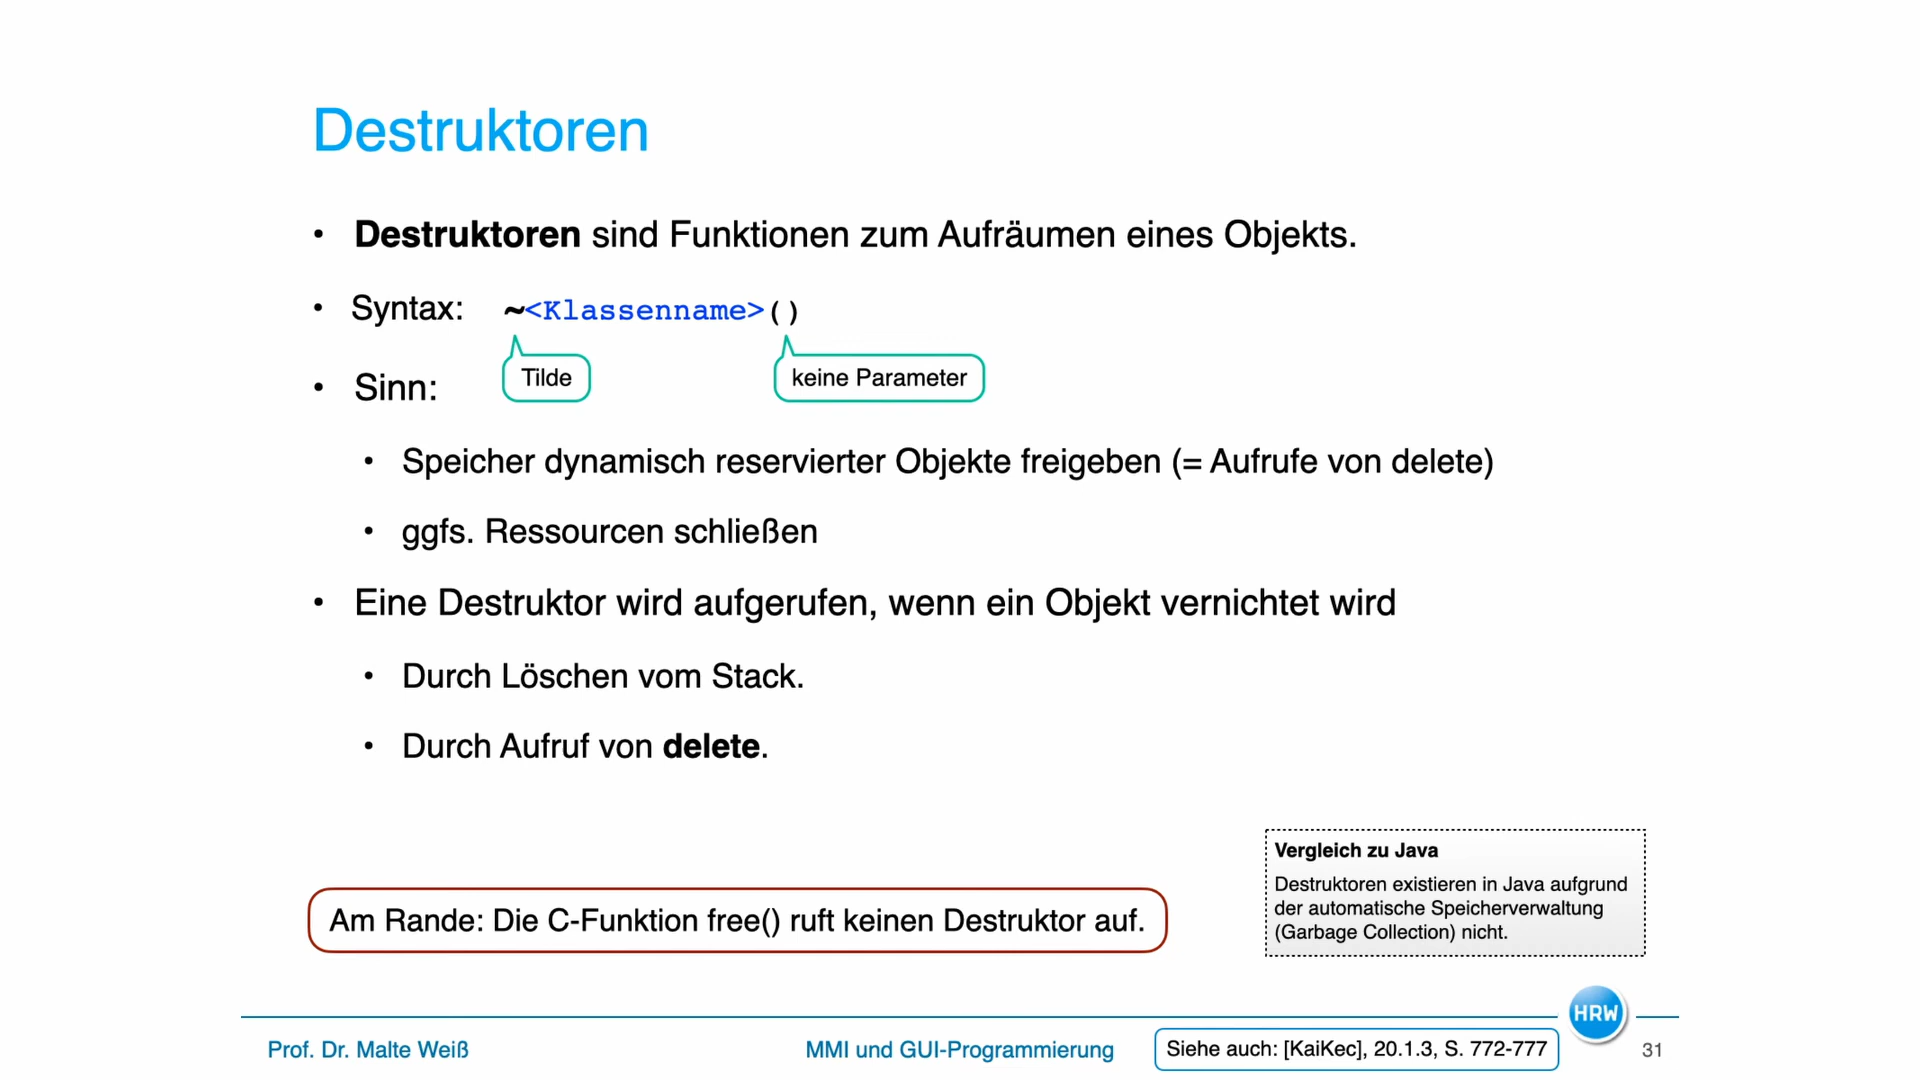 Destruktoren
• Destruktoren sind Funktionen zum Aufräumen eines Objekts.
• Syntax: ~<Klassenname>()
Tilde
keine Parameter
• Sinn:
• Speicher dynamisch reservierter Objekte freigeben (= Aufrufe von delete)
• ggfs. Ressourcen schließen
• Eine Destruktor wird aufgerufen, wenn ein Objekt vernichtet wird
• Durch Löschen vom Stack.
• Durch Aufruf von delete.
Am Rande: Die C-Funktion free() ruft keinen Destruktor auf.
Vergleich zu Java
Destruktoren existieren in Java aufgrund
der automatische Speicherverwaltung
(Garbage Collection) nicht.
HRW
Prof. Dr. Malte Weiß
MMI und GUI-Programmierung
Siehe auch: [KaiKec], 20.1.3, S. 772-777
31